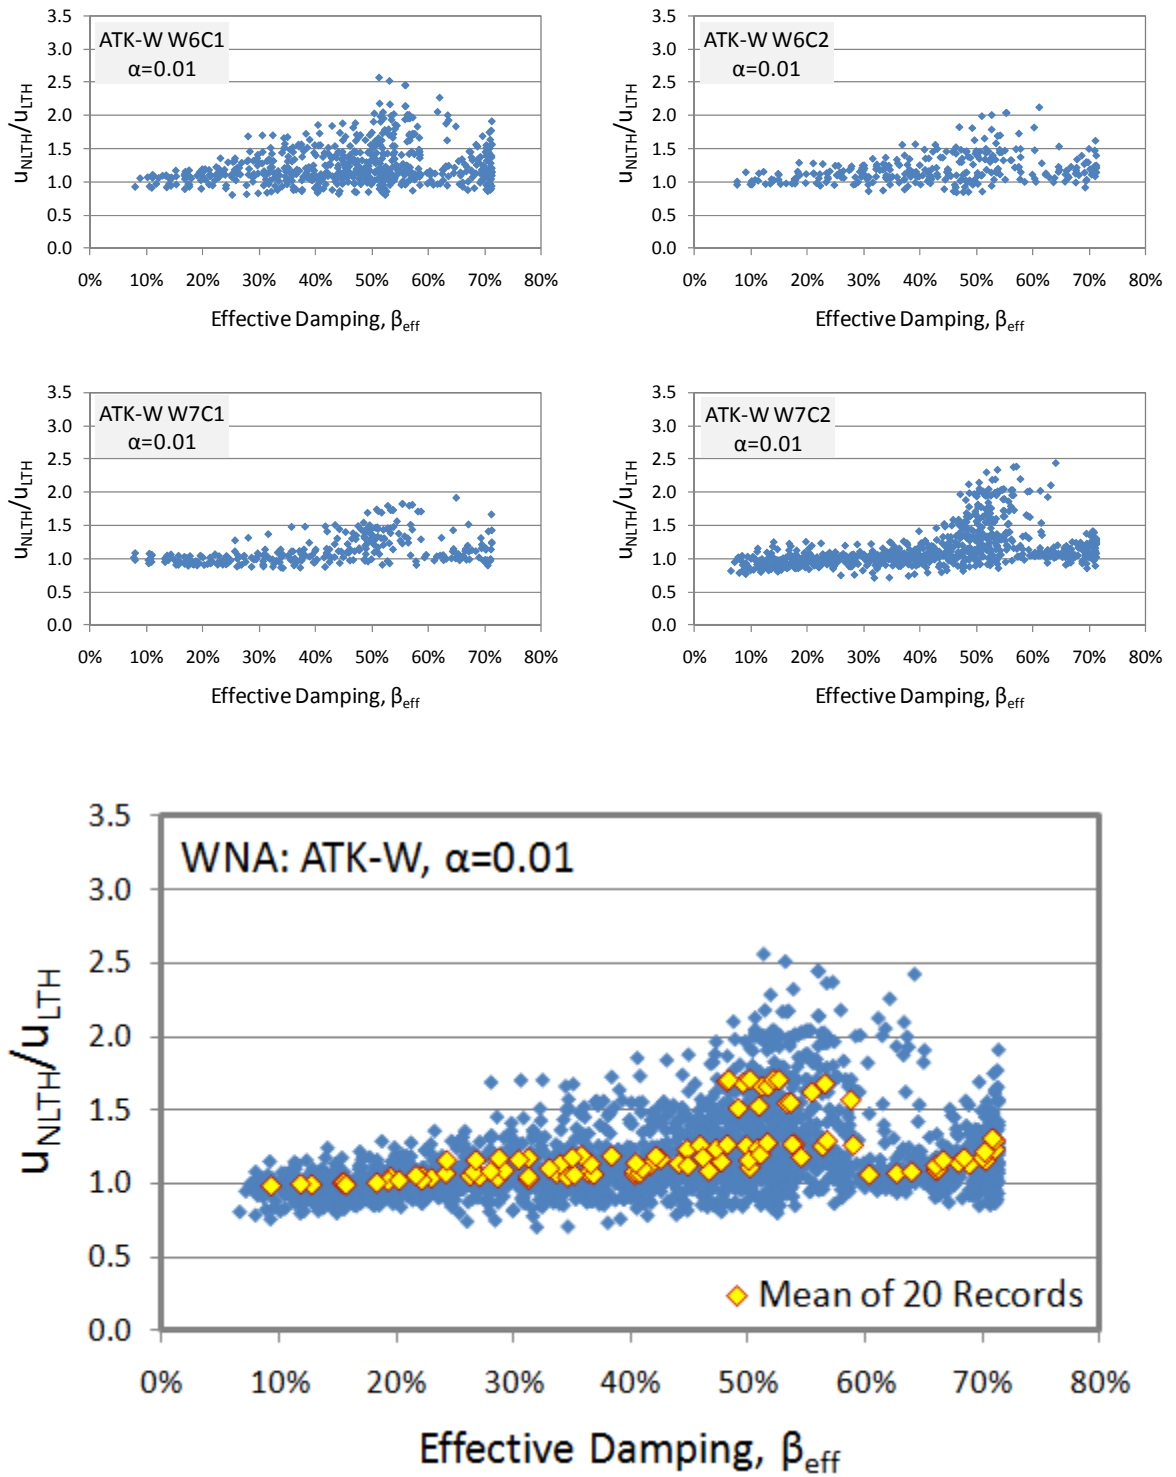 3.5
3.0
2.5
2.0
1.5
1.0
0.5
0.0
uNLTH/uLTH
ATK-W W6C1
α=0.01
0% 10% 20% 30% 40% 50% 60% 70% 80%
Effective Damping, βeff
3.5
3.0
2.5
2.0
1.5
1.0
0.5
0.0
uNLTH/uLTH
ATK-W W6C2
α=0.01
0% 10% 20% 30% 40% 50% 60% 70% 80%
Effective Damping, βeff
3.5
3.0
2.5
2.0
1.5
1.0
0.5
0.0
uNLTH/uLTH
ATK-W W7C1
α=0.01
0% 10% 20% 30% 40% 50% 60% 70% 80%
Effective Damping, βeff
3.5
3.0
2.5
2.0
1.5
1.0
0.5
0.0
uNLTH/uLTH
ATK-W W7C2
α=0.01
0% 10% 20% 30% 40% 50% 60% 70% 80%
Effective Damping, βeff
3.5
3.0
2.5
2.0
1.5
1.0
0.5
0.0
uNLTH/uLTH
WNA: ATK-W, α=0.01
Mean of 20 Records
0% 10% 20% 30% 40% 50% 60% 70% 80%
Effective Damping, βeff